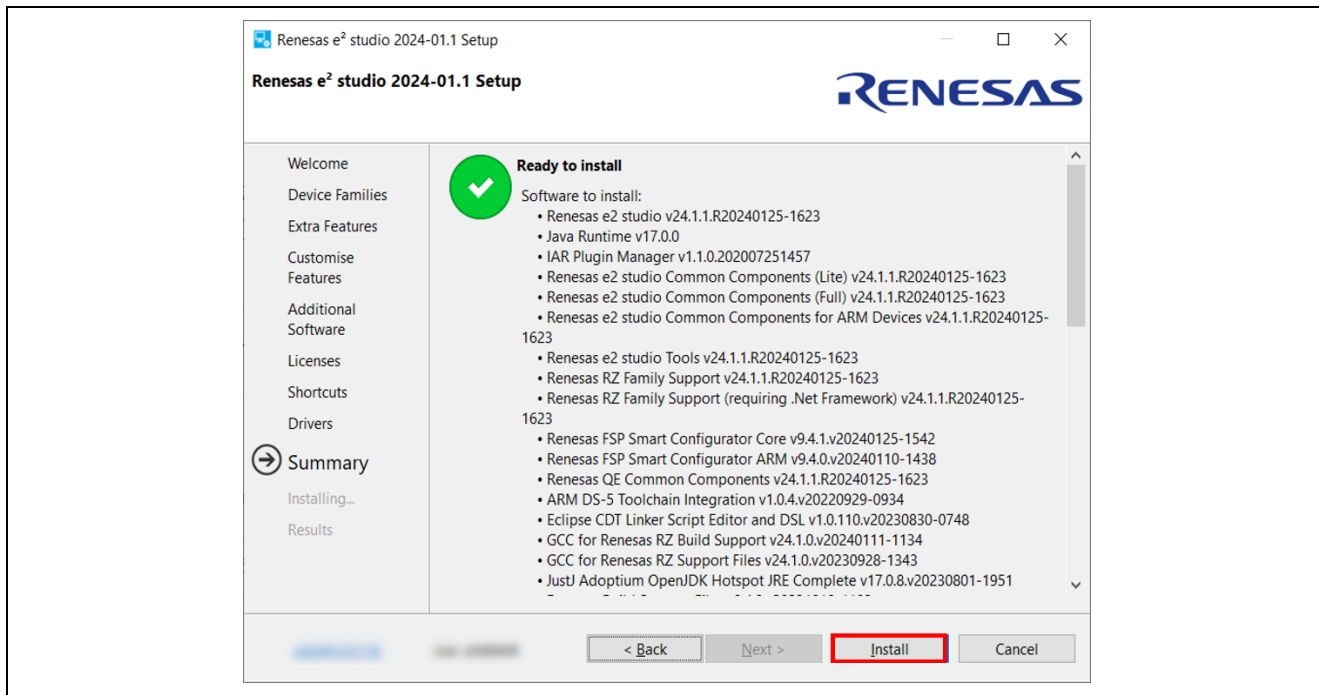 Renesas e² studio 2024-01.1 Setup
Renesas e² studio 2024-01.1 Setup
RENESAS
Welcome
Device Families
Extra Features
Customise
Features
Additional
Software
Licenses
Shortcuts
Drivers
Summary
Installing...
Results
Ready to install
Software to install:
• Renesas e2 studio v24.1.1.R20240125-1623
• Java Runtime v17.0.0
• IAR Plugin Manager v1.1.0.202007251457
• Renesas e2 studio Common Components (Lite) v24.1.1.R20240125-1623
• Renesas e2 studio Common Components (Full) v24.1.1.R20240125-1623
• Renesas e2 studio Common Components for ARM Devices v24.1.1.R20240125-
1623
• Renesas e2 studio Tools v24.1.1.R20240125-1623
• Renesas RZ Family Support v24.1.1.R20240125-1623
• Renesas RZ Family Support (requiring .Net Framework) v24.1.1.R20240125-
1623
• Renesas FSP Smart Configurator Core v9.4.1.v20240125-1542
• Renesas FSP Smart Configurator ARM v9.4.0.v20240110-1438
• Renesas QE Common Components v24.1.1.R20240125-1623
• ARM DS-5 Toolchain Integration v1.0.4.v20220929-0934
• Eclipse CDT Linker Script Editor and DSL v1.0.110.v20230830-0748
• GCC for Renesas RZ Build Support v24.1.0.v20240111-1134
• GCC for Renesas RZ Support Files v24.1.0.v20230928-1343
• JustJ Adoptium OpenJDK Hotspot JRE Complete v17.0.8.v20230801-1951
< Back
Next >
Install
Cancel